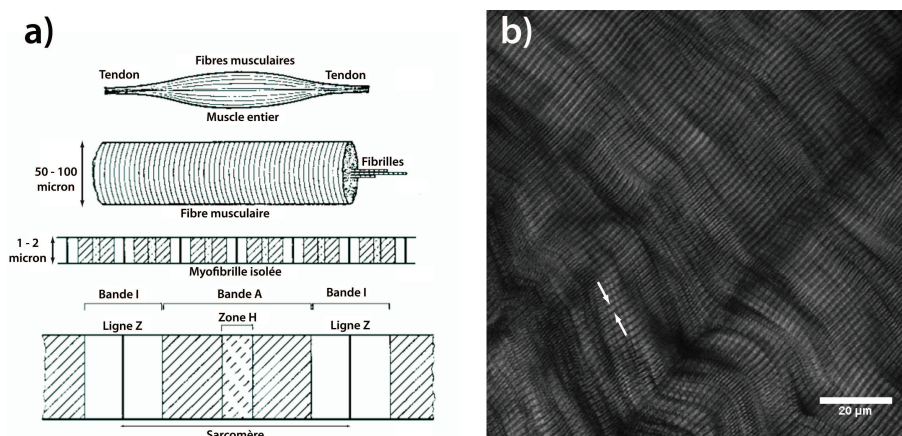 a)
Fibres musculaires
Tendon
Tendon
Muscle entier
50 - 100
micron
Fibrilles
Fibre musculaire
1 - 2
micron
Myofibrille isolée
Bande I
Bande A
Bande I
Ligne Z
Zone H
Ligne Z
Sarcomère
b)
20 µm